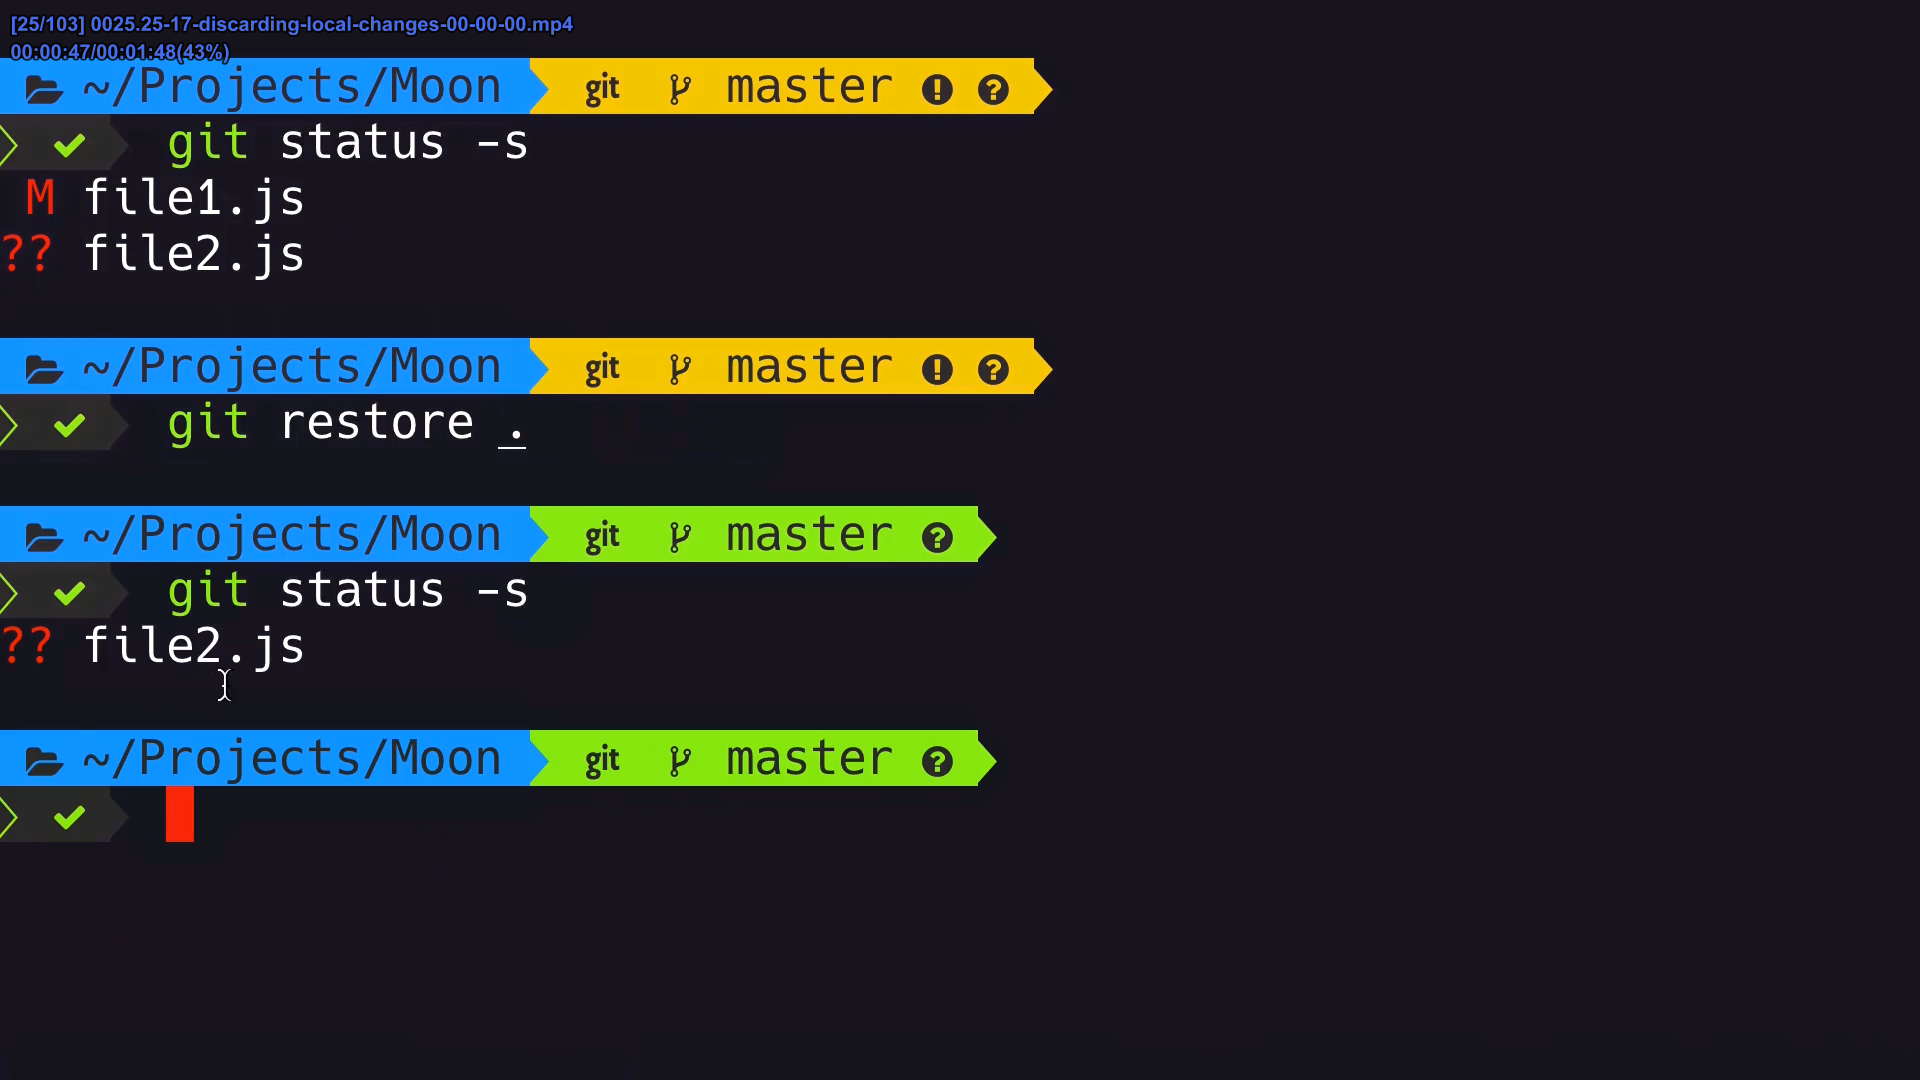 [25/103] 0025.25-17-discarding-local-changes-00-00-00.mp4
00:00:47/00:01:48(43%)
~/Projects/Moon git master
git status -s
M file1.js
?? file2.js
~/Projects/Moon git master
git restore .
~/Projects/Moon git master
git status -s
?? file2.js
~/Projects/Moon git master